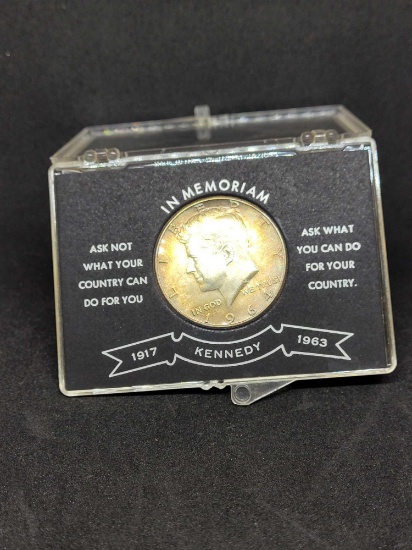 IN MEMORIAM
ASK NOT
WHAT YOUR
COUNTRY CAN
DO FOR YOU
LIBERTY
IN GOD WE TRUST
1964
ASK WHAT
YOU CAN DO
FOR YOUR
COUNTRY.
1917 KENNEDY 1963